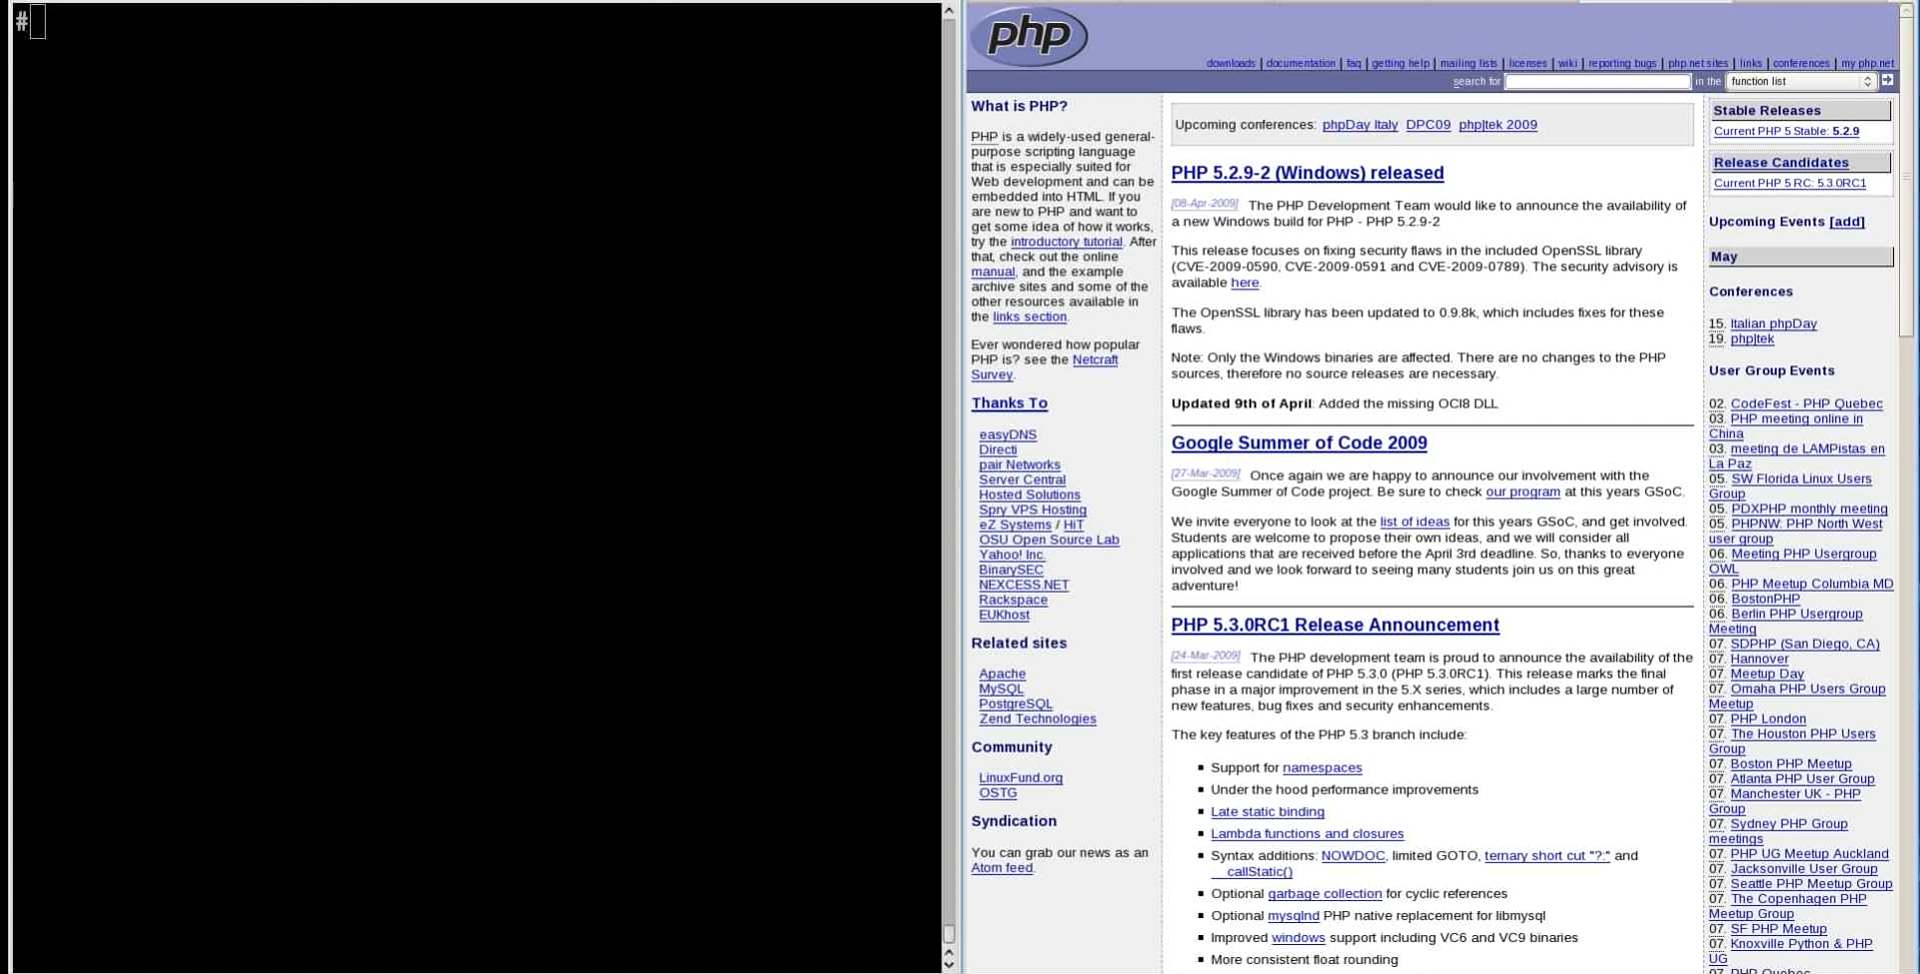 #
php
downloads | documentation | faq | getting help | mailing lists | licenses | wiki | reporting bugs | php.net sites | links | conferences | my php.net
search for in the function list
What is PHP?
PHP is a widely-used general-
purpose scripting language
that is especially suited for
Web development and can be
embedded into HTML. If you
are new to PHP and want to
get some idea of how it works,
try the introductory tutorial. After
that, check out the online
manual, and the example
archive sites and some of the
other resources available in
the links section.
Ever wondered how popular
PHP is? see the Netcraft
Survey.
Thanks To
easyDNS
Directi
pair Networks
Server Central
Hosted Solutions
Spry VPS Hosting
eZ Systems / HiT
OSU Open Source Lab
Yahoo! Inc.
BinarySEC
NEXCESS.NET
Rackspace
EUKhost
Related sites
Apache
MySQL
PostgreSQL
Zend Technologies
Community
LinuxFund.org
OSTG
Syndication
You can grab our news as an
Atom feed.
Upcoming conferences: phpDay Italy DPC09 php|tek 2009
PHP 5.2.9-2 (Windows) released
[08-Apr-2009] The PHP Development Team would like to announce the availability of
a new Windows build for PHP - PHP 5.2.9-2
This release focuses on fixing security flaws in the included OpenSSL library
(CVE-2009-0590, CVE-2009-0591 and CVE-2009-0789). The security advisory is
available here.
The OpenSSL library has been updated to 0.9.8k, which includes fixes for these
flaws.
Note: Only the Windows binaries are affected. There are no changes to the PHP
sources, therefore no source releases are necessary.
Updated 9th of April: Added the missing OCI8 DLL
Google Summer of Code 2009
[27-Mar-2009] Once again we are happy to announce our involvement with the
Google Summer of Code project. Be sure to check our program at this years GSoC.
We invite everyone to look at the list of ideas for this years GSoC, and get involved.
Students are welcome to propose their own ideas, and we will consider all
applications that are received before the April 3rd deadline. So, thanks to everyone
involved and we look forward to seeing many students join us on this great
adventure!
PHP 5.3.0RC1 Release Announcement
[24-Mar-2009] The PHP development team is proud to announce the availability of the
first release candidate of PHP 5.3.0 (PHP 5.3.0RC1). This release marks the final
phase in a major improvement in the 5.X series, which includes a large number of
new features, bug fixes and security enhancements.
The key features of the PHP 5.3 branch include:
Support for namespaces
Under the hood performance improvements
Late static binding
Lambda functions and closures
Syntax additions: NOWDOC, limited GOTO, ternary short cut "?:" and
__callStatic()
Optional garbage collection for cyclic references
Optional mysqlnd PHP native replacement for libmysql
Improved windows support including VC6 and VC9 binaries
More consistent float rounding
Stable Releases
Current PHP 5 Stable: 5.2.9
Release Candidates
Current PHP 5 RC: 5.3.0RC1
Upcoming Events [add]
May
Conferences
15. Italian phpDay
19. php|tek
User Group Events
02. CodeFest - PHP Quebec
03. PHP meeting online in
China
03. meeting de LAMPistas en
La Paz
05. SW Florida Linux Users
Group
05. PDXPHP monthly meeting
05. PHPNW: PHP North West
user group
06. Meeting PHP Usergroup
OWL
06. PHP Meetup Columbia MD
06. BostonPHP
06. Berlin PHP Usergroup
Meeting
07. SDPHP (San Diego, CA)
07. Hannover
07. Meetup Day
07. Omaha PHP Users Group
Meetup
07. PHP London
07. The Houston PHP Users
Group
07. Boston PHP Meetup
07. Atlanta PHP User Group
07. Manchester UK - PHP
Group
07. Sydney PHP Group
meetings
07. PHP UG Meetup Auckland
07. Jacksonville User Group
07. Seattle PHP Meetup Group
07. The Copenhagen PHP
Meetup Group
07. SF PHP Meetup
07. Knoxville Python & PHP
UG
07. PHP Quebec